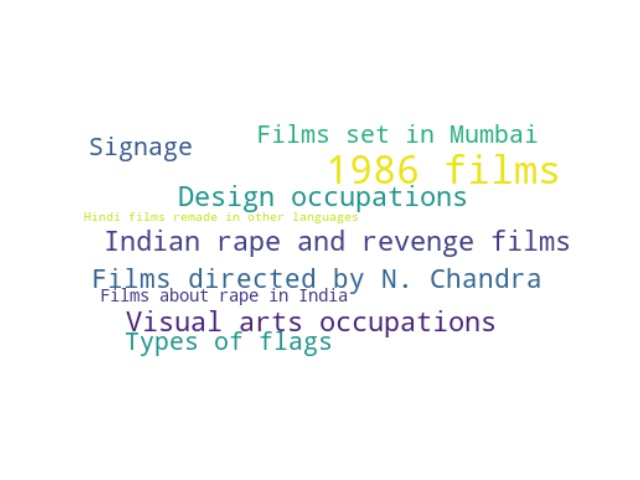 Films set in Mumbai
Signage
1986 films
Design occupations
Hindi films remade in other languages
Indian rape and revenge films
Films directed by N. Chandra
Films about rape in India
Visual arts occupations
Types of flags